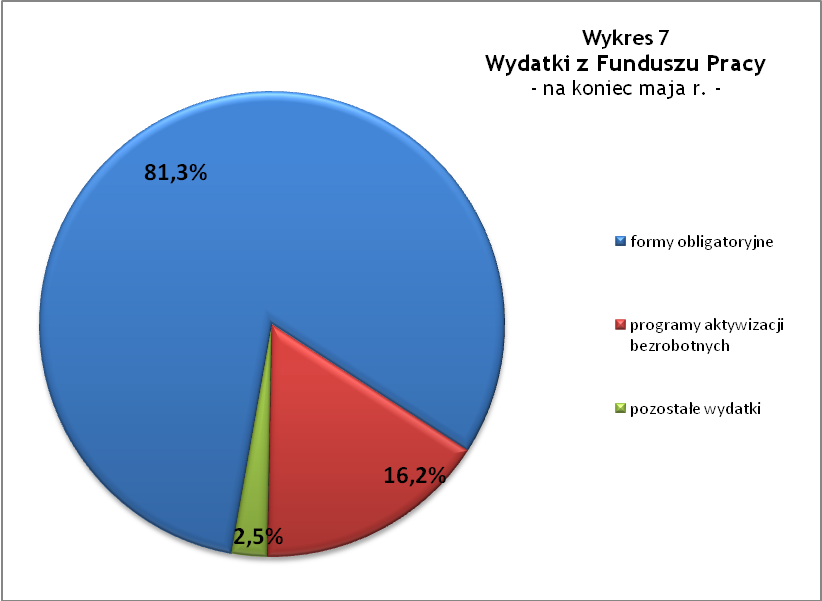 Wykres 7
Wydatki z Funduszu Pracy
- na koniec maja r. -
81,3%
formy obligatoryjne
programy aktywizacji
bezrobotnych
pozostałe wydatki
16,2%
2,5%